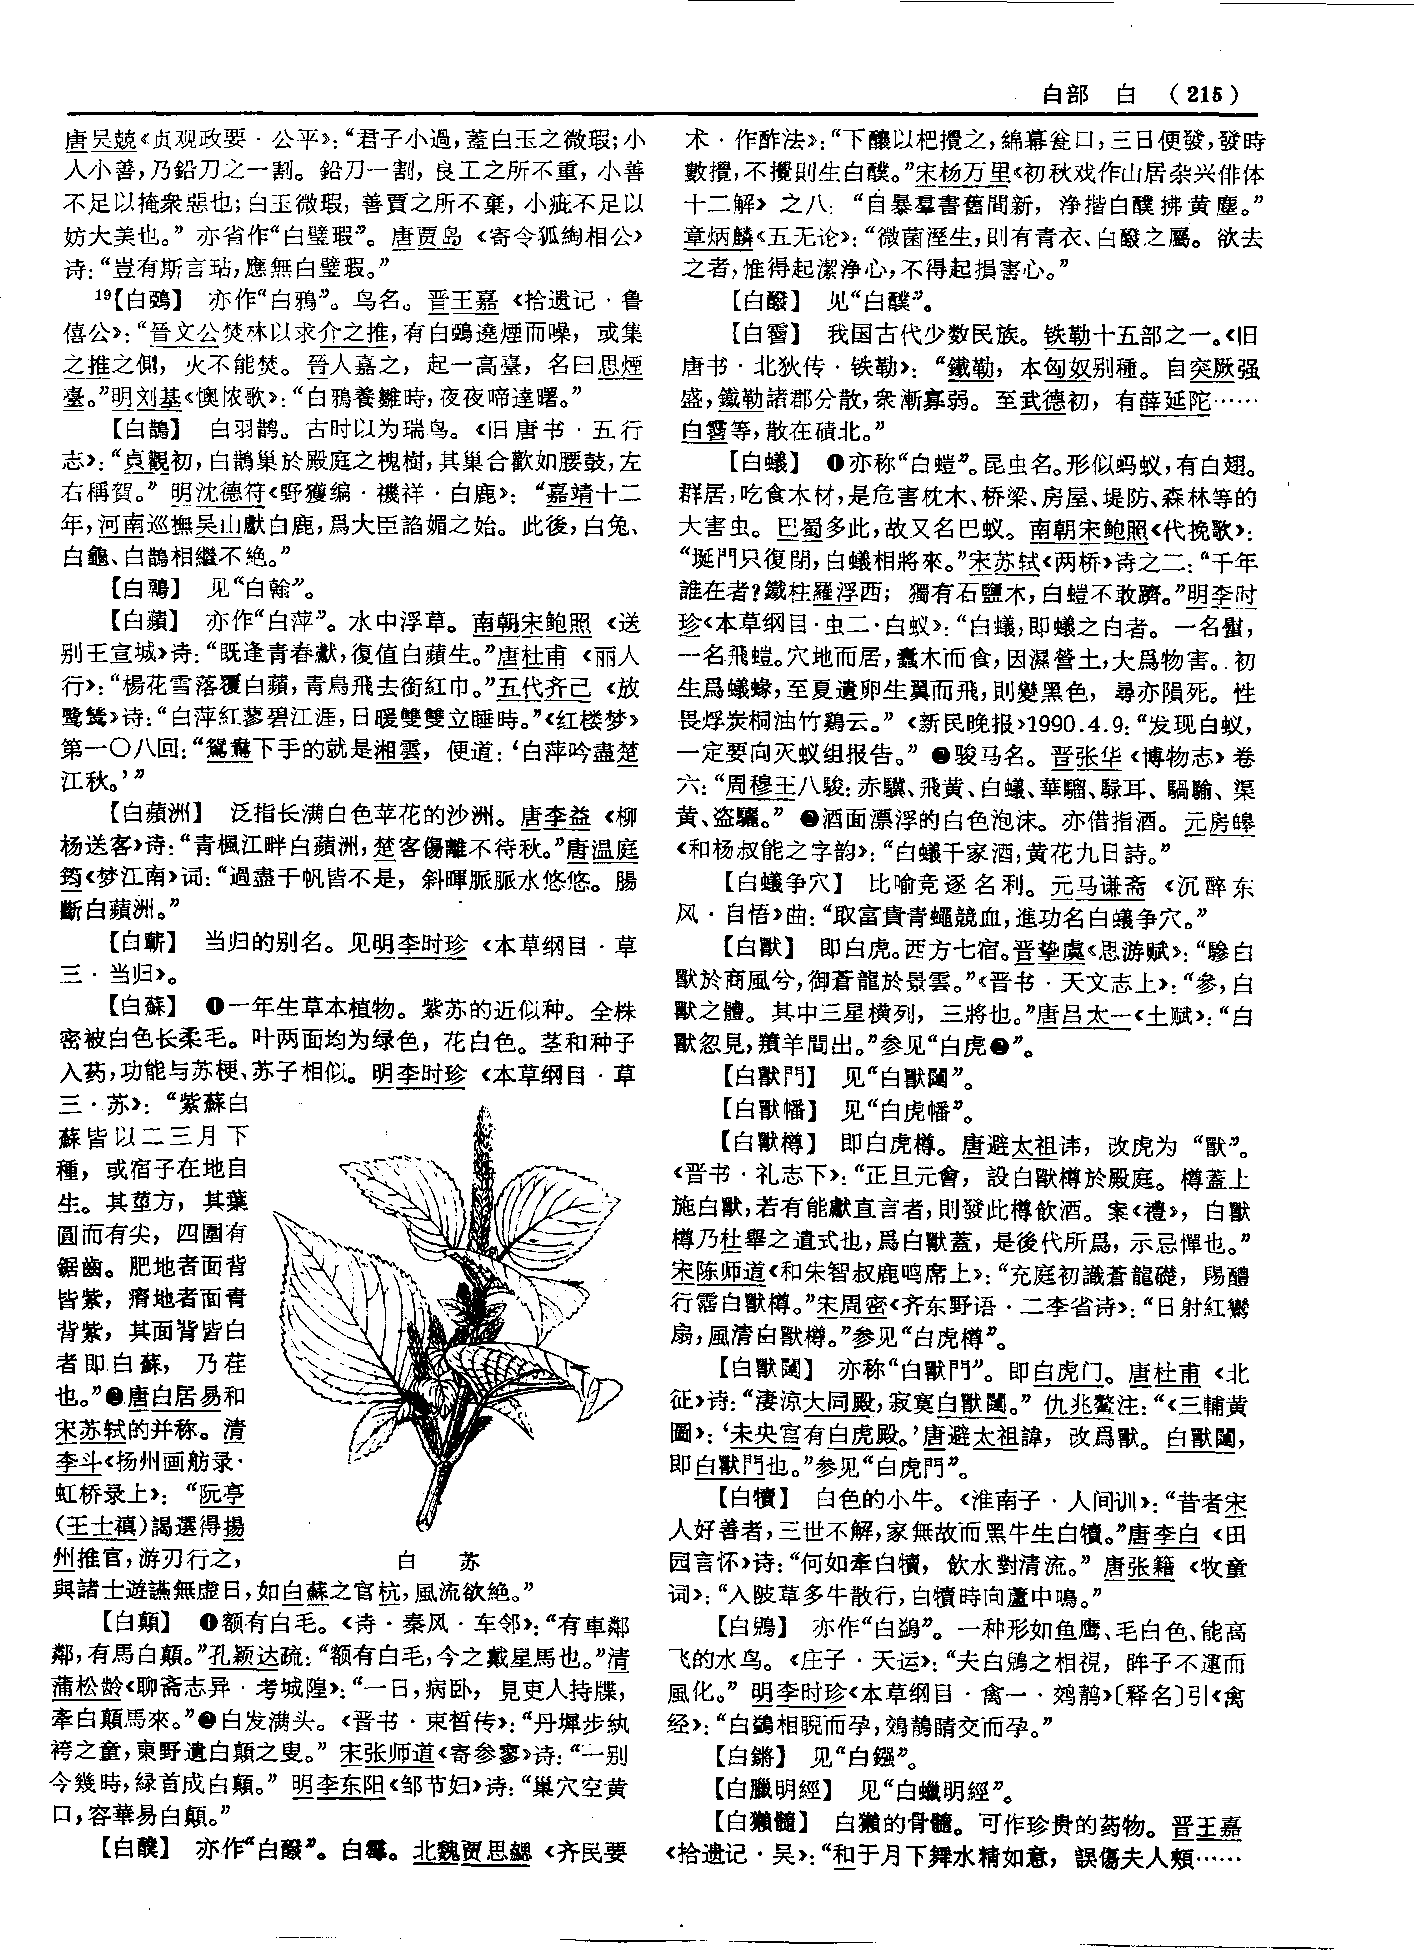 白部 白 （215）
唐吴兢《贞观政要·公平》：“君子小過，蓋白玉之微瑕；小
人小善，乃鉛刀之一割。鉛刀一割，良工之所不重，小善
不足以掩衆惡也；白玉微瑕，善賈之所不棄，小疵不足以
妨大美也。”亦省作“白璧瑕”。唐贾岛《寄令狐绹相公》
诗：“豈有斯言玷，應無白璧瑕。”
19【白鵶】 亦作“白鴉”。鸟名。晋王嘉《拾遗记·鲁
僖公》：“晉文公焚林以求介之推，有白鵶遶煙而噪，或集
之推之側，火不能焚。晉人嘉之，起一高臺，名曰思煙
臺。”明刘基《懊侬歌》：“白鴉養雛時，夜夜啼達曙。”
【白鵲】 白羽鹊。古时以为瑞鸟。《旧唐书·五行
志》：“貞觀初，白鵲巢於殿庭之槐樹，其巢合歡如腰鼓，左
右稱賀。”明沈德符《野獲编·禨祥·白鹿》：“嘉靖十二
年，河南巡撫吴山獻白鹿，爲大臣諂媚之始。此後，白兔、
白龜、白鵲相繼不絶。”
【白鶾】 见“白翰”。
【白蘋】 亦作“白萍”。水中浮草。南朝宋鲍照《送
别王宣城》诗：“既逢青春獻，復值白蘋生。”唐杜甫《丽人
行》：“楊花雪落覆白蘋，青鳥飛去銜紅巾。”五代齐己《放
鹭鸶》诗：“白萍紅蓼碧江涯，日暖雙雙立睡時。”《红楼梦》
第一〇八回：“鴛鴦下手的就是湘雲，便道：‘白萍吟盡楚
江秋。’”
【白蘋洲】 泛指长满白色苹花的沙洲。唐李益《柳
杨送客》诗：“青楓江畔白蘋洲，楚客傷離不待秋。”唐温庭
筠《梦江南》词：“過盡千帆皆不是，斜暉脈脈水悠悠。腸
斷白蘋洲。”
【白蘄】 当归的别名。见明李时珍《本草纲目·草
三·当归》。
【白蘇】 ❶一年生草本植物。紫苏的近似种。全株
密被白色长柔毛。叶两面均为绿色，花白色。茎和种子
入药，功能与苏梗、苏子相似。明李时珍《本草纲目·草
三·苏》：“紫蘇白
蘇皆以二三月下
種，或宿子在地自
生。其莖方，其葉
圓而有尖，四圍有
鋸齒。肥地者面背
皆紫，瘠地者面青
背紫，其面背皆白
者即白蘇，乃荏
也。”❷唐白居易和
宋苏轼的并称。清
李斗《扬州画舫录·
虹桥录上》：“阮亭
（王士禛）謁選得揚
州推官，游刃行之，
與諸士遊讌無虚日，如白蘇之官杭，風流欲絶。”
白 苏
【白顛】 ❶额有白毛。《诗·秦风·车邻》：“有車鄰
鄰，有馬白顛。”孔颖达疏：“额有白毛，今之戴星馬也。”清
蒲松龄《聊斋志异·考城隍》：“一日，病卧，見吏人持牒，
牽白顛馬來。”❷白发满头。《晋书·束晳传》：“丹墀步紈
袴之童，東野遺白顛之叟。”宋张师道《寄参寥》诗：“一别
今幾時，緑首成白顛。”明李东阳《邹节妇》诗：“巢穴空黄
口，容華易白顛。”
【白醭】 亦作“白醱”。白霉。北魏贾思勰《齐民要
术·作酢法》：“下釀以杷攪之，綿幕瓮口，三日便發，發時
數攪，不攪則生白醭。”宋杨万里《初秋戏作山居杂兴俳体
十二解》之八：“自暴羣書舊間新，浄揩白醭拂黄塵。”
章炳麟《五无论》：“微菌溼生，則有青衣、白醱之屬。欲去
之者，惟得起潔浄心，不得起損害心。”
【白醱】 见“白醭”。
【白霫】 我国古代少数民族。铁勒十五部之一。《旧
唐书·北狄传·铁勒》：“鐵勒，本匈奴别種。自突厥强
盛，鐵勒諸郡分散，衆漸寡弱。至武德初，有薛延陀……
白霫等，散在磧北。”
【白蟻】 ❶亦称“白螘”。昆虫名。形似蚂蚁，有白翅。
群居，吃食木材，是危害枕木、桥梁、房屋、堤防、森林等的
大害虫。巴蜀多此，故又名巴蚁。南朝宋鲍照《代挽歌》：
“埏門只復閉，白蟻相將來。”宋苏轼《两桥》诗之二：“千年
誰在者？鐵柱羅浮西；獨有石鹽木，白螘不敢躋。”明李时
珍《本草纲目·虫二·白蚁》：“白蟻，即蟻之白者。一名螱，
一名飛螘。穴地而居，蠹木而食，因濕營土，大爲物害。初
生爲蟻蝝，至夏遺卵生翼而飛，則變黑色，尋亦隕死。性
畏烰炭桐油竹鷄云。”《新民晚报》1990.4.9：“发现白蚁，
一定要向灭蚁组报告。”❷骏马名。晋张华《博物志》卷
六：“周穆王八駿：赤驥、飛黄、白蟻、華騮、騄耳、騧騟、渠
黄、盗驪。”❸酒面漂浮的白色泡沫。亦借指酒。元房皞
《和杨叔能之字韵》：“白蟻千家酒，黄花九日詩。”
【白蟻争穴】 比喻竞逐名利。元马谦斋《沉醉东
风·自悟》曲：“取富貴青蠅競血，進功名白蟻争穴。”
【白獸】 即白虎。西方七宿。晋挚虞《思游赋》：“驂白
獸於商風兮，御蒼龍於景雲。”《晋书·天文志上》：“參，白
獸之體。其中三星横列，三將也。”唐吕太一《土赋》：“白
獸忽見，羵羊間出。”参见“白虎❷”。
【白獸門】 见“白獸闥”。
【白獸幡】 见“白虎幡”。
【白獸樽】 即白虎樽。唐避太祖讳，改虎为“獸”。
《晋书·礼志下》：“正旦元會，設白獸樽於殿庭。樽蓋上
施白獸，若有能獻直言者，則發此樽飲酒。案《禮》，白獸
樽乃杜舉之遺式也，爲白獸蓋，是後代所爲，示忌憚也。”
宋陈师道《和朱智叔鹿鸣席上》：“充庭初識蒼龍礎，賜醴
行霑白獸樽。”宋周密《齐东野语·二李省诗》：“日射紅鸞
扇，風清白獸樽。”参见“白虎樽”。
【白獸闥】 亦称“白獸門”。即白虎门。唐杜甫《北
征》诗：“淒涼大同殿，寂寞白獸闥。”仇兆鳌注：“《三輔黄
圖》：‘未央宫有白虎殿。’唐避太祖諱，改爲獸。白獸闥，
即白獸門也。”参见“白虎門”。
【白犢】 白色的小牛。《淮南子·人间训》：“昔者宋
人好善者，三世不解，家無故而黑牛生白犢。”唐李白《田
园言怀》诗：“何如牽白犢，飲水對清流。”唐张籍《牧童
词》：“入陂草多牛散行，白犢時向蘆中鳴。”
【白鶂】 亦作“白鷁”。一种形如鱼鹰、毛白色、能高
飞的水鸟。《庄子·天运》：“夫白鶂之相視，眸子不運而
風化。”明李时珍《本草纲目·禽一·䴔䴖》〔释名〕引《禽
经》：“白鷁相睨而孕，鵁鶄睛交而孕。”
【白鏘】 见“白镪”。
【白臘明經】 见“白蠟明經”。
【白獺髓】 白獭的骨髓。可作珍贵的药物。晋王嘉
《拾遗记·吴》：“和于月下舞水精如意，誤傷夫人頰……